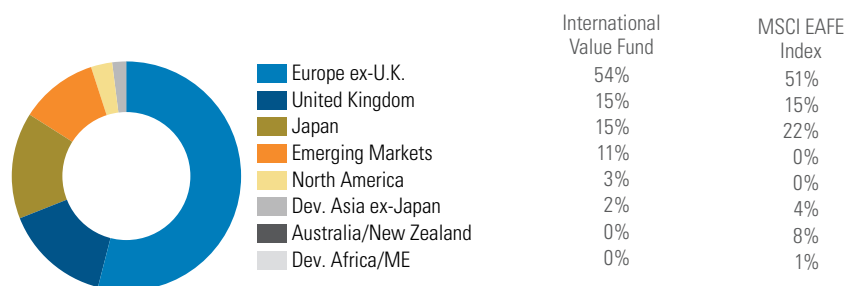 International
Value Fund
MSCI EAFE
Index
Europe ex-U.K. 54% 51%
United Kingdom 15% 15%
Japan 15% 22%
Emerging Markets 11% 0%
North America 3% 0%
Dev. Asia ex-Japan 2% 4%
Australia/New Zealand 0% 8%
Dev. Africa/ME 0% 1%